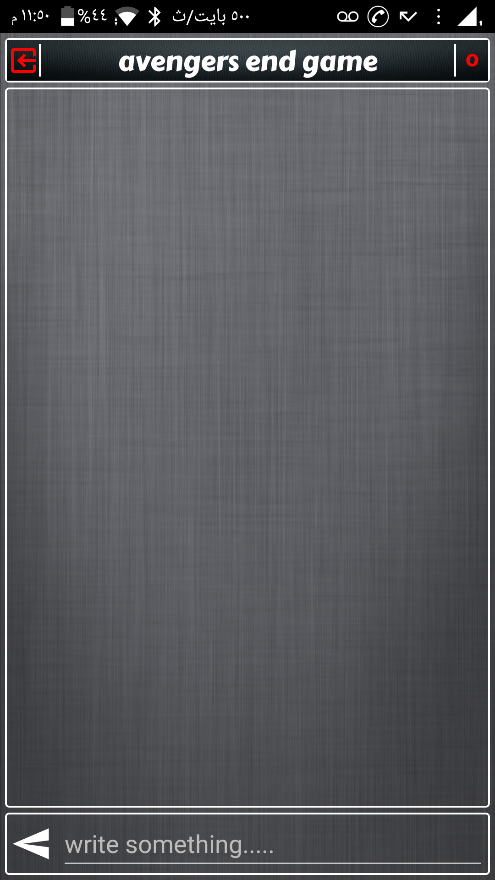 ١١:٥٠ م %٤٤ ٥٠٠ بايت/ث
avengers end game
0
write something.....